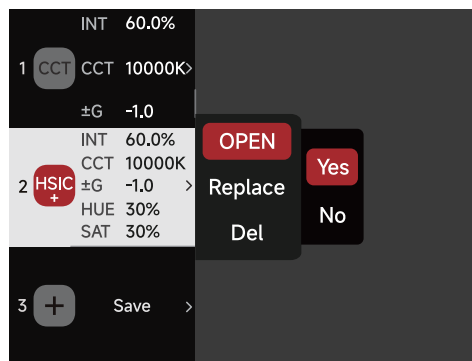 INT 60.0%
1 CCT CCT 10000K>
±G -1.0
INT 60.0%
CCT 10000K
2 HSIC+ ±G -1.0 >
HUE 30%
SAT 30%
3 + Save >
OPEN
Replace
Del
Yes
No